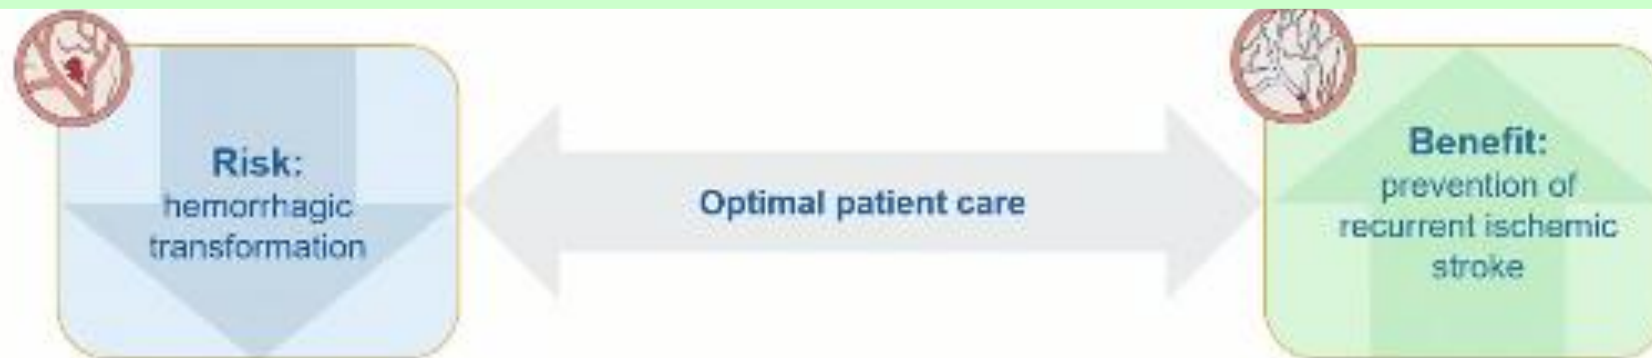 Risk:
hemorrhagic
transformation
Optimal patient care
Benefit:
prevention of
recurrent ischemic
stroke